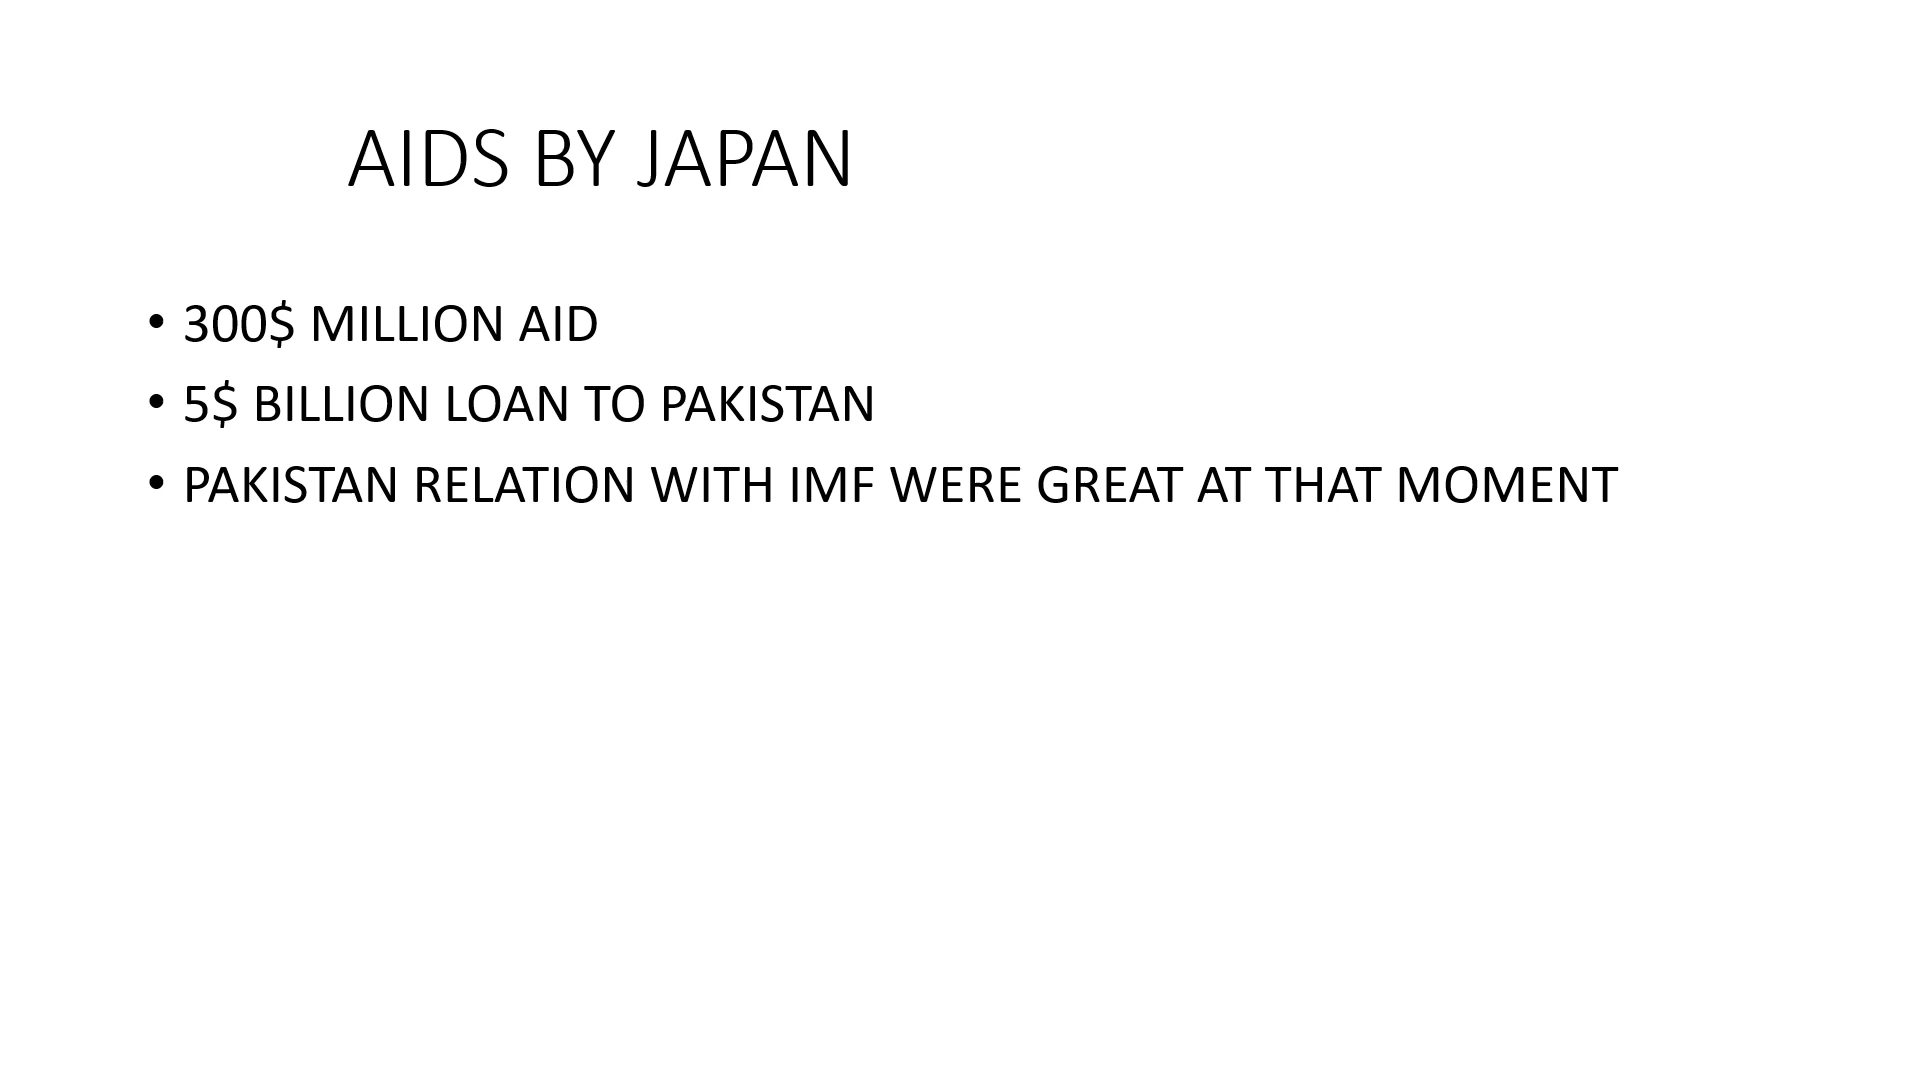 AIDS BY JAPAN
• 300$ MILLION AID
• 5$ BILLION LOAN TO PAKISTAN
• PAKISTAN RELATION WITH IMF WERE GREAT AT THAT MOMENT